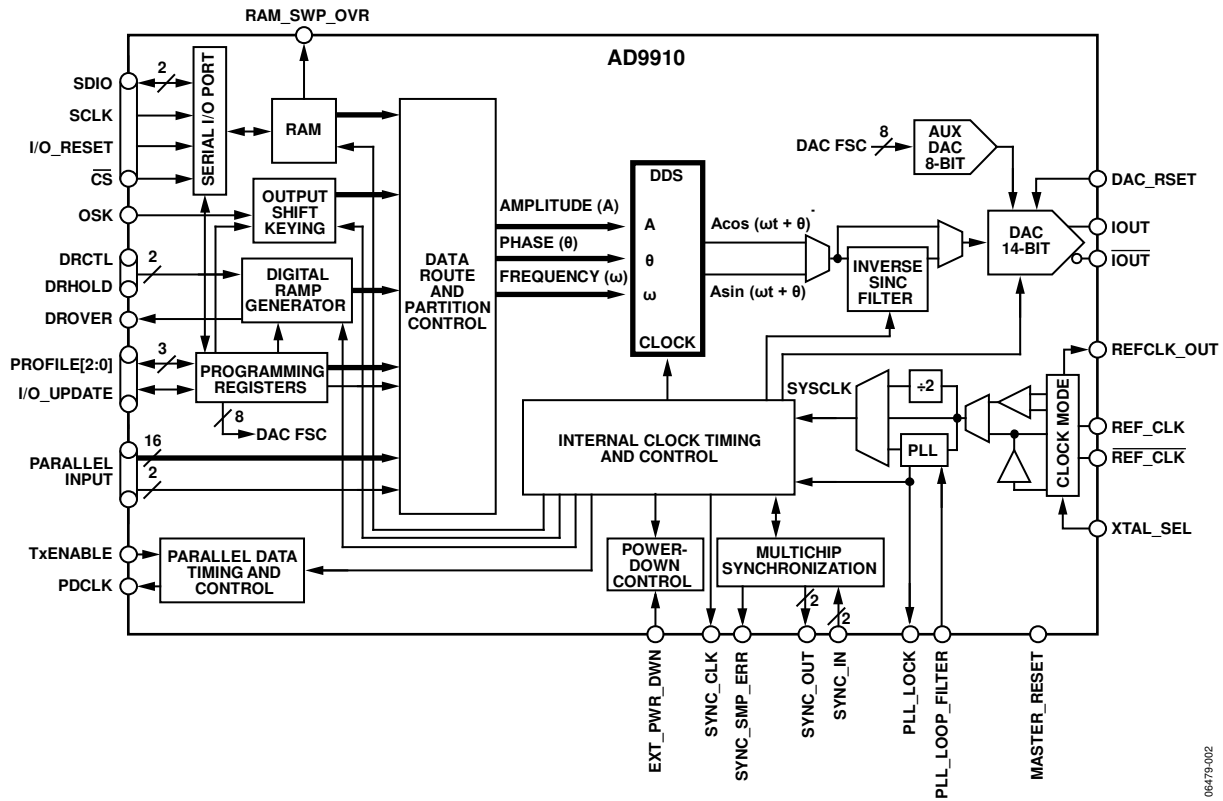 RAM_SWP_OVR
AD9910
SDIO
2
SCLK
I/O_RESET
CS
SERIAL I/O PORT
RAM
OSK
OUTPUT
SHIFT
KEYING
DRCTL
2
DRHOLD
DROVER
DIGITAL
RAMP
GENERATOR
PROFILE[2:0]
3
I/O_UPDATE
PROGRAMMING
REGISTERS
8
DAC FSC
PARALLEL
INPUT
16
2
TxENABLE
PDCLK
PARALLEL DATA
TIMING AND
CONTROL
DATA
ROUTE
AND
PARTITION
CONTROL
AMPLITUDE (A)
PHASE (θ)
FREQUENCY (ω)
DDS
A
θ
ω
CLOCK
Acos (ωt + θ)
Asin (ωt + θ)
INVERSE
SINC
FILTER
DAC FSC
8
AUX
DAC
8-BIT
DAC
14-BIT
DAC_RSET
IOUT
IOUT
REFCLK_OUT
REF_CLK
REF_CLK
XTAL_SEL
CLOCK MODE
SYSCLK
÷2
PLL
INTERNAL CLOCK TIMING
AND CONTROL
POWER-
DOWN
CONTROL
MULTICHIP
SYNCHRONIZATION
2
2
EXT_PWR_DWN
SYNC_CLK
SYNC_SMP_ERR
SYNC_OUT
SYNC_IN
PLL_LOCK
PLL_LOOP_FILTER
MASTER_RESET
06479-002